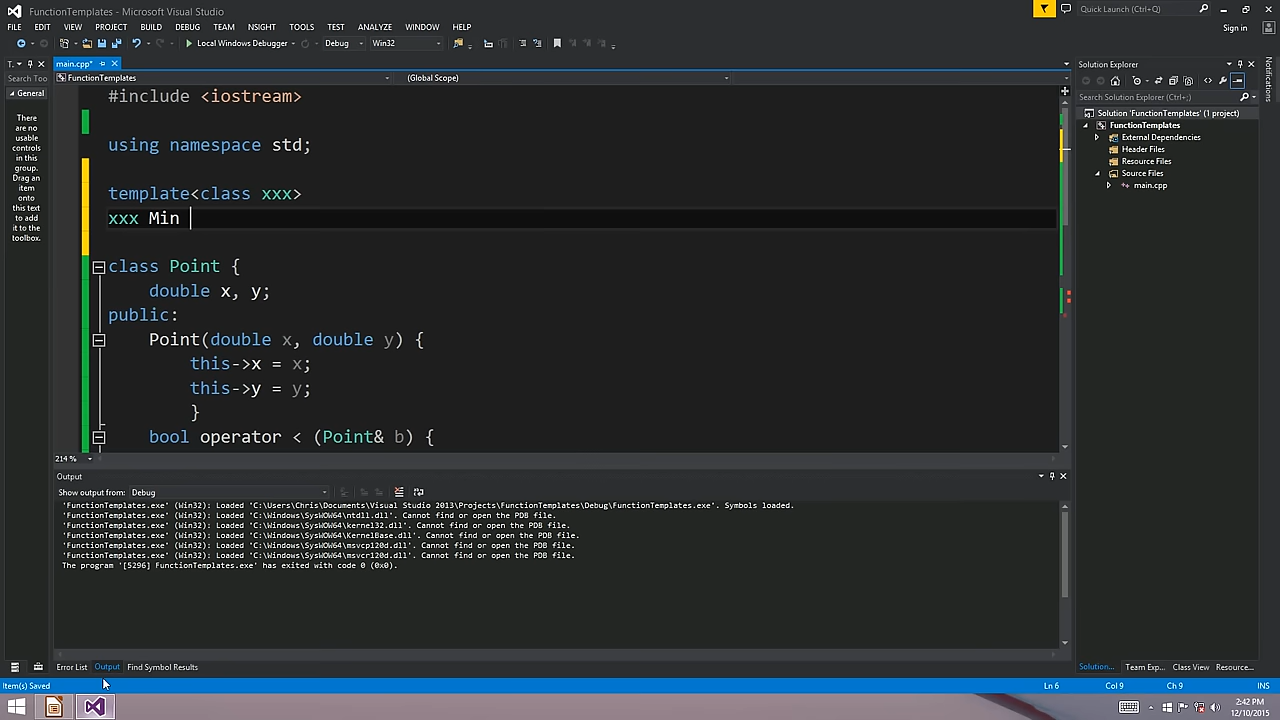 FunctionTemplates - Microsoft Visual Studio
Quick Launch (Ctrl+Q)
FILE EDIT VIEW PROJECT BUILD DEBUG TEAM NSIGHT TOOLS TEST ANALYZE WINDOW HELP
Sign in
Local Windows Debugger Debug Win32
T..
main.cpp*
Solution Explorer
Notifications
Search Too
FunctionTemplates
(Global Scope)
General
There are no usable controls in this group. Drag an item onto this text to add it to the toolbox.
#include <iostream>
using namespace std;
template<class xxx>
xxx Min
class Point {
double x, y;
public:
Point(double x, double y) {
this->x = x;
this->y = y;
}
bool operator < (Point& b) {
214 %
Search Solution Explorer (Ctrl+;)
Solution 'FunctionTemplates' (1 project)
FunctionTemplates
External Dependencies
Header Files
Resource Files
Source Files
main.cpp
Output
Show output from: Debug
'FunctionTemplates.exe' (Win32): Loaded 'C:\Users\Chris\Documents\Visual Studio 2013\Projects\FunctionTemplates\Debug\FunctionTemplates.exe'. Symbols loaded.
'FunctionTemplates.exe' (Win32): Loaded 'C:\Windows\SysWOW64\ntdll.dll'. Cannot find or open the PDB file.
'FunctionTemplates.exe' (Win32): Loaded 'C:\Windows\SysWOW64\kernel32.dll'. Cannot find or open the PDB file.
'FunctionTemplates.exe' (Win32): Loaded 'C:\Windows\SysWOW64\KernelBase.dll'. Cannot find or open the PDB file.
'FunctionTemplates.exe' (Win32): Loaded 'C:\Windows\SysWOW64\msvcp120d.dll'. Cannot find or open the PDB file.
'FunctionTemplates.exe' (Win32): Loaded 'C:\Windows\SysWOW64\msvcr120d.dll'. Cannot find or open the PDB file.
The program '[5296] FunctionTemplates.exe' has exited with code 0 (0x0).
Error List Output Find Symbol Results
Solution... Team Exp... Class View Resource...
Item(s) Saved
Ln 6 Col 9 Ch 9 INS
2:42 PM
12/10/2015